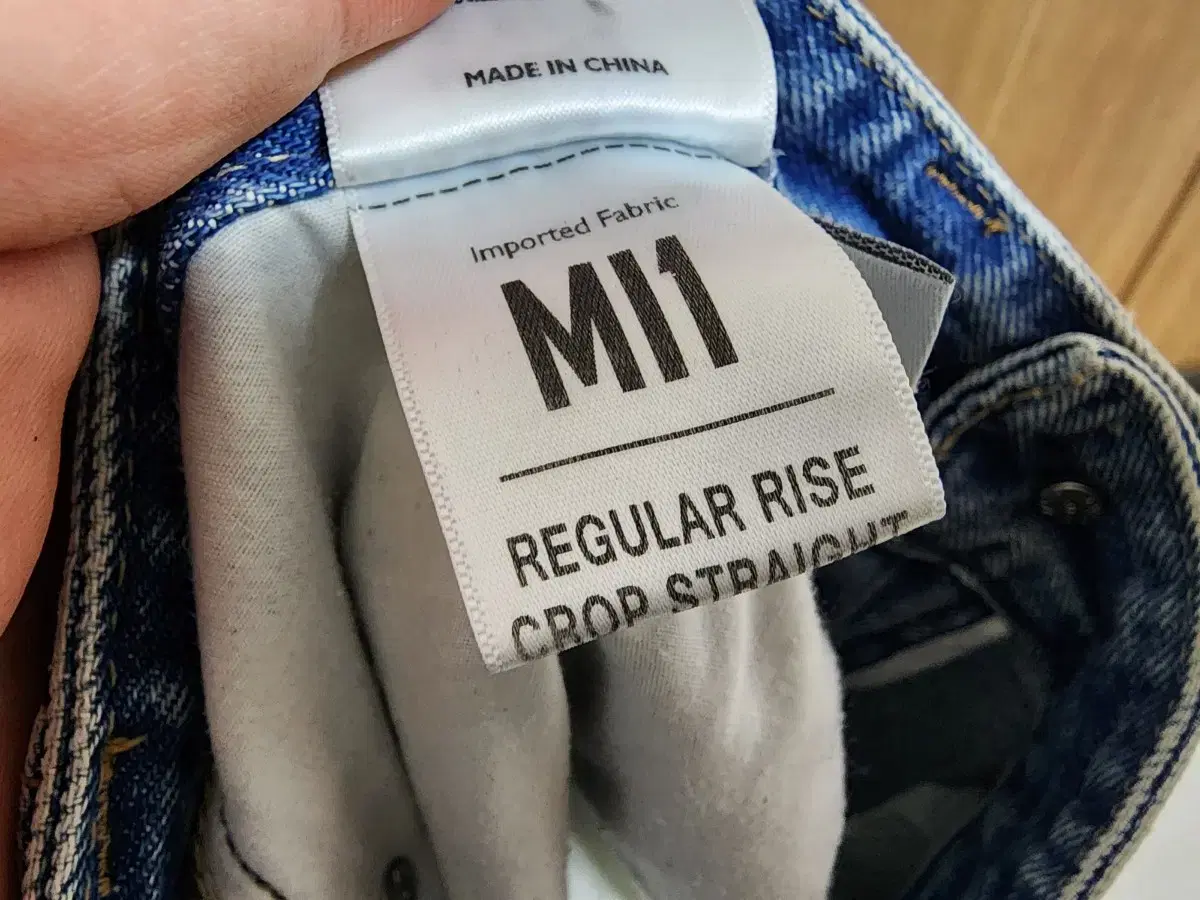 MADE IN CHINA
Imported Fabric
MI1
REGULAR RISE
CROP STRAIGHT